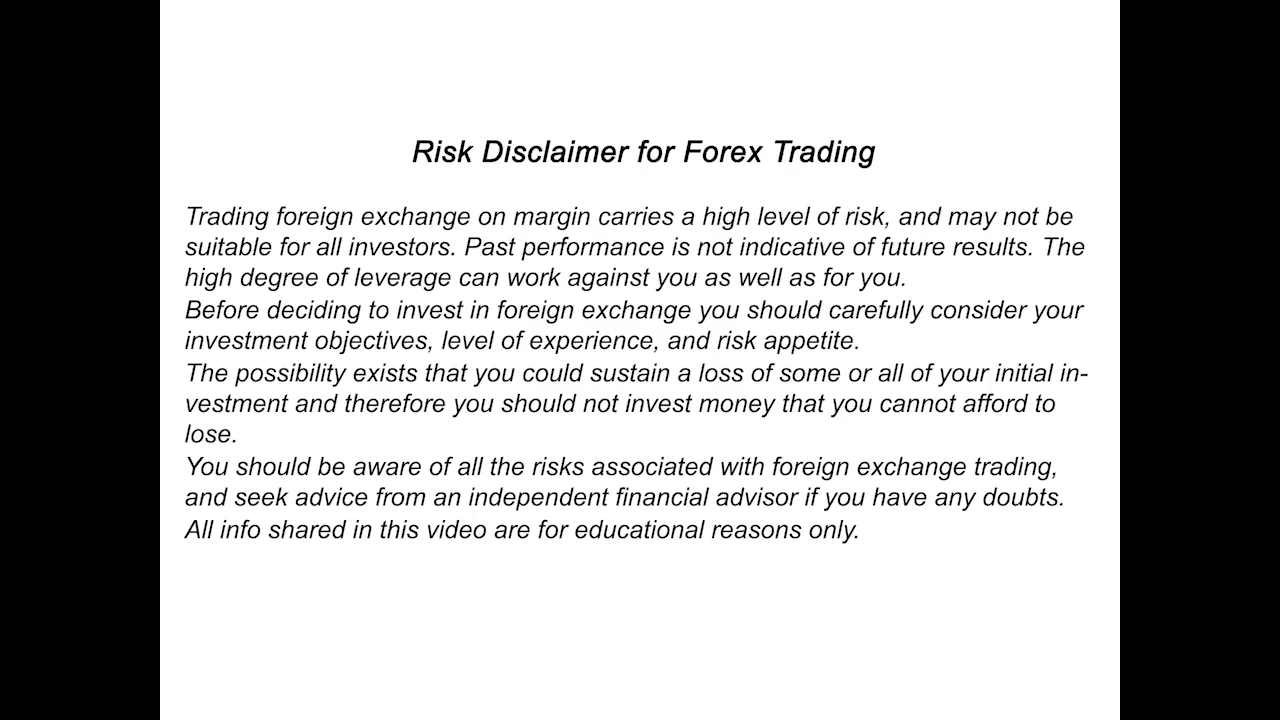 Risk Disclaimer for Forex Trading
Trading foreign exchange on margin carries a high level of risk, and may not be
suitable for all investors. Past performance is not indicative of future results. The
high degree of leverage can work against you as well as for you.
Before deciding to invest in foreign exchange you should carefully consider your
investment objectives, level of experience, and risk appetite.
The possibility exists that you could sustain a loss of some or all of your initial in-
vestment and therefore you should not invest money that you cannot afford to
lose.
You should be aware of all the risks associated with foreign exchange trading,
and seek advice from an independent financial advisor if you have any doubts.
All info shared in this video are for educational reasons only.